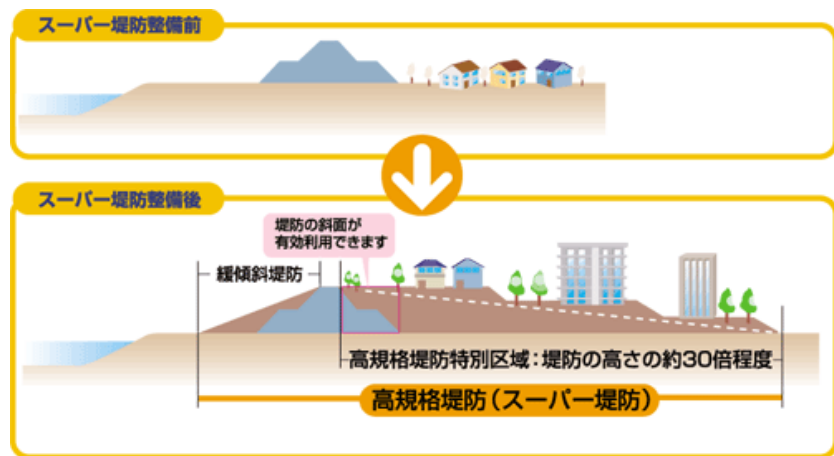 スーパー堤防整備前
スーパー堤防整備後
堤防の斜面が
有効利用できます
緩傾斜堤防
高規格堤防特別区域：堤防の高さの約30倍程度
高規格堤防（スーパー堤防）